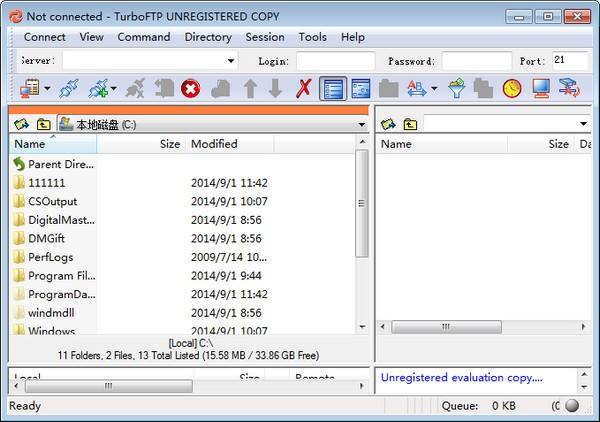 Not connected - TurboFTP UNREGISTERED COPY
Connect View Command Directory Session Tools Help
Server: Login: Password: Port: 21
本地磁盘 (C:)
Name Size Modified
Name Size Da
Parent Dire...
111111 2014/9/1 11:42
CSOutput 2014/9/1 10:07
DigitalMast... 2014/9/1 8:56
DMGift 2014/9/1 8:56
PerfLogs 2009/7/14 10...
Program Fil... 2014/9/1 9:44
ProgramDa... 2014/9/1 11:42
windmdll 2014/9/1 8:56
Windows 2014/9/1 10:07
[Local] C:\
11 Folders, 2 Files, 13 Total Listed (15.58 MB / 33.86 GB Free)
Local Size Remote
Unregistered evaluation copy....
Ready Queue: 0 KB (0